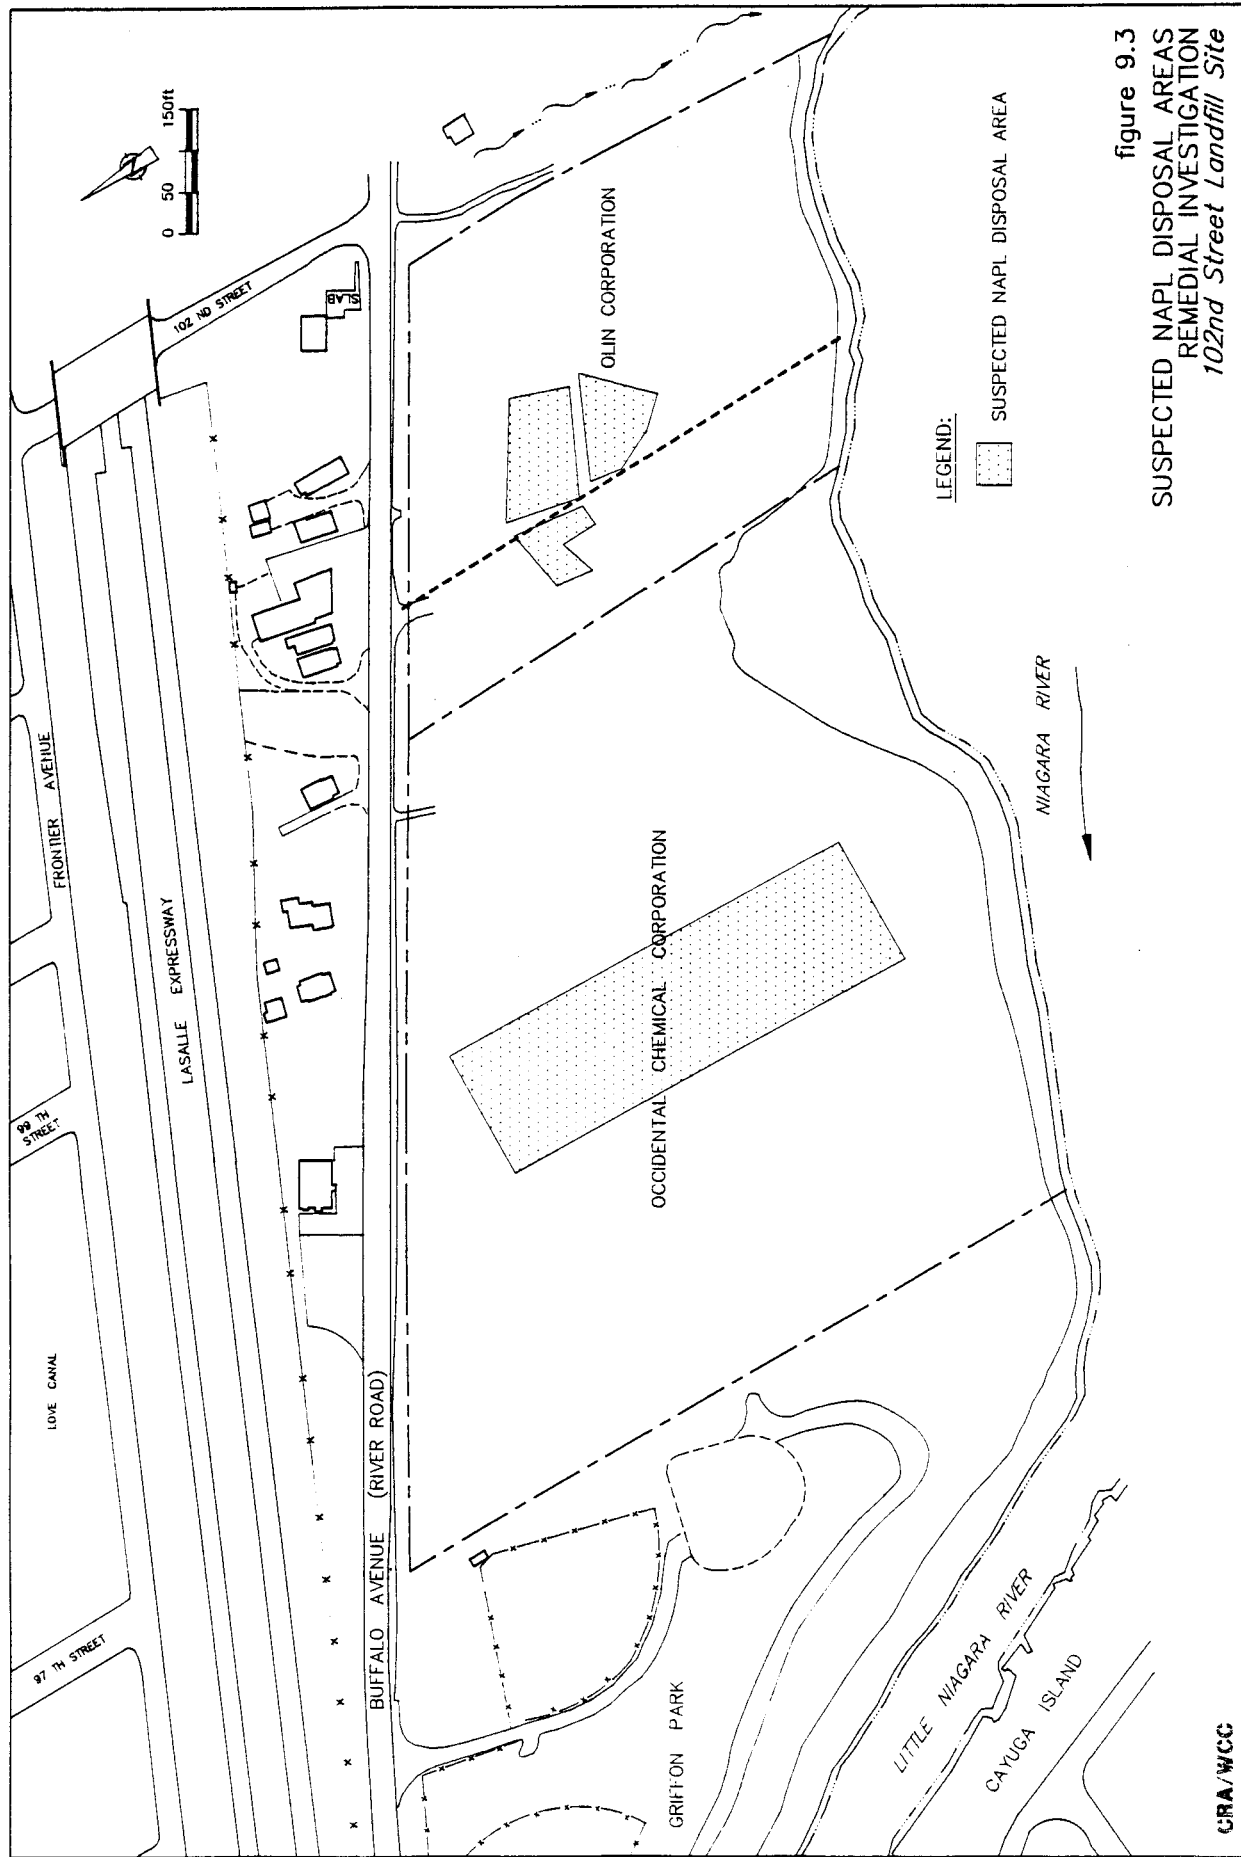 FRONTIER AVENUE
LASALLE EXPRESSWAY
LOVE CANAL
97 TH STREET
99 TH
STREET
102 ND STREET
SLAB
0 50 150ft
N
BUFFALO AVENUE (RIVER ROAD)
OLIN CORPORATION
OCCIDENTAL CHEMICAL CORPORATION
GRIFFON PARK
LITTLE NIAGARA RIVER
CAYUGA ISLAND
NIAGARA RIVER
LEGEND:
SUSPECTED NAPL DISPOSAL AREA
figure 9.3
SUSPECTED NAPL DISPOSAL AREAS
REMEDIAL INVESTIGATION
102nd Street Landfill Site
CRA/WCC